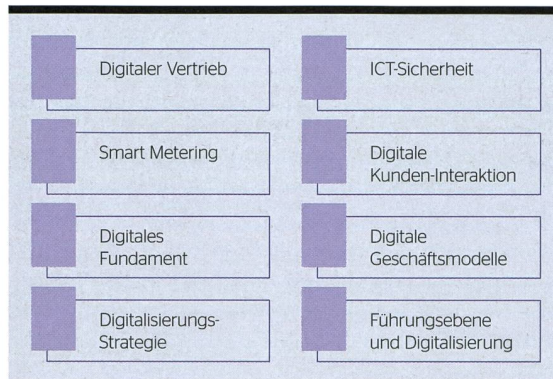 Digitaler Vertrieb
ICT-Sicherheit
Smart Metering
Digitale
Kunden-Interaktion
Digitales
Fundament
Digitale
Geschäftsmodelle
Digitalisierungs-
Strategie
Führungsebene
und Digitalisierung